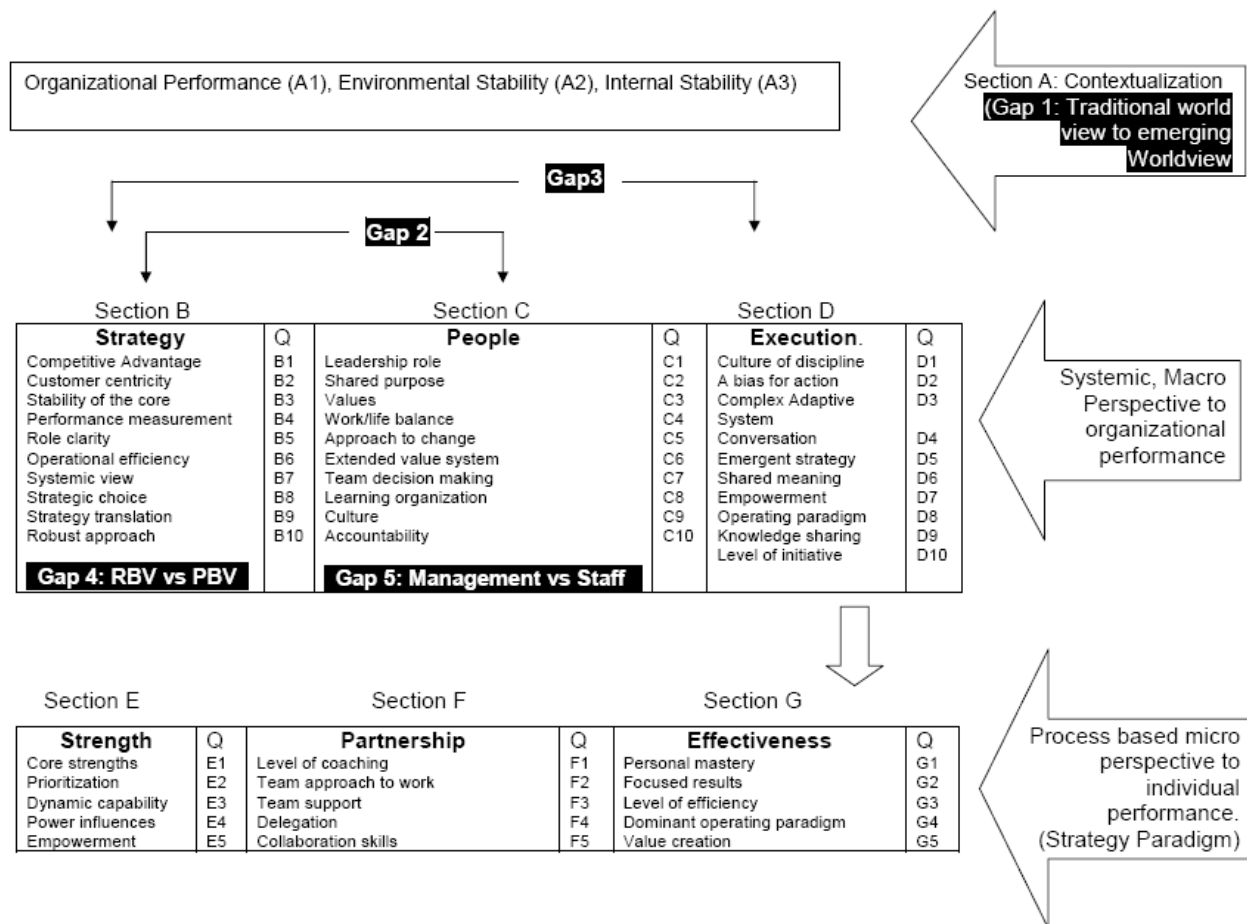 Organizational Performance (A1), Environmental Stability (A2), Internal Stability (A3)
Section A: Contextualization
(Gap 1: Traditional world
view to emerging
Worldview
Gap3
Gap 2
Section B
Section C
Section D
Strategy Q People Q Execution. Q
Competitive Advantage B1 Leadership role C1 Culture of discipline D1
Customer centricity B2 Shared purpose C2 A bias for action D2
Stability of the core B3 Values C3 Complex Adaptive D3
Performance measurement B4 Work/life balance C4 System
Role clarity B5 Approach to change C5 Conversation D4
Operational efficiency B6 Extended value system C6 Emergent strategy D5
Systemic view B7 Team decision making C7 Shared meaning D6
Strategic choice B8 Learning organization C8 Empowerment D7
Strategy translation B9 Culture C9 Operating paradigm D8
Robust approach B10 Accountability C10 Knowledge sharing D9
Level of initiative D10
Gap 4: RBV vs PBV
Gap 5: Management vs Staff
Systemic, Macro
Perspective to
organizational
performance
Section E
Section F
Section G
Strength Q Partnership Q Effectiveness Q
Core strengths E1 Level of coaching F1 Personal mastery G1
Prioritization E2 Team approach to work F2 Focused results G2
Dynamic capability E3 Team support F3 Level of efficiency G3
Power influences E4 Delegation F4 Dominant operating paradigm G4
Empowerment E5 Collaboration skills F5 Value creation G5
Process based micro
perspective to
individual
performance.
(Strategy Paradigm)